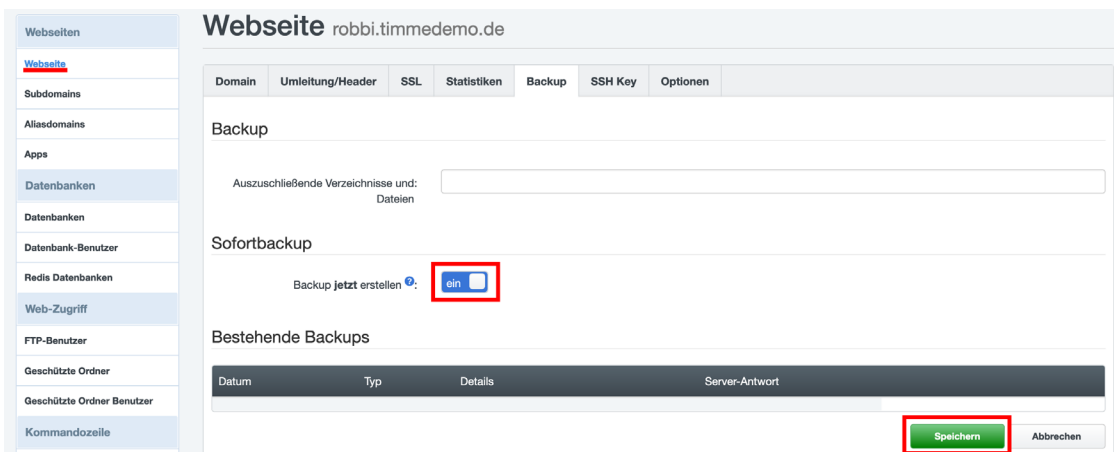 Webseiten
Webseite
Subdomains
Aliasdomains
Apps
Datenbanken
Datenbanken
Datenbank-Benutzer
Redis Datenbanken
Web-Zugriff
FTP-Benutzer
Geschützte Ordner
Geschützte Ordner Benutzer
Kommandozeile
Webseite robbi.timmedemo.de
Domain Umleitung/Header SSL Statistiken Backup SSH Key Optionen
Backup
Auszuschließende Verzeichnisse und:
Dateien
Sofortbackup
Backup jetzt erstellen ?: ein
Bestehende Backups
Datum Typ Details Server-Antwort
Speichern Abbrechen